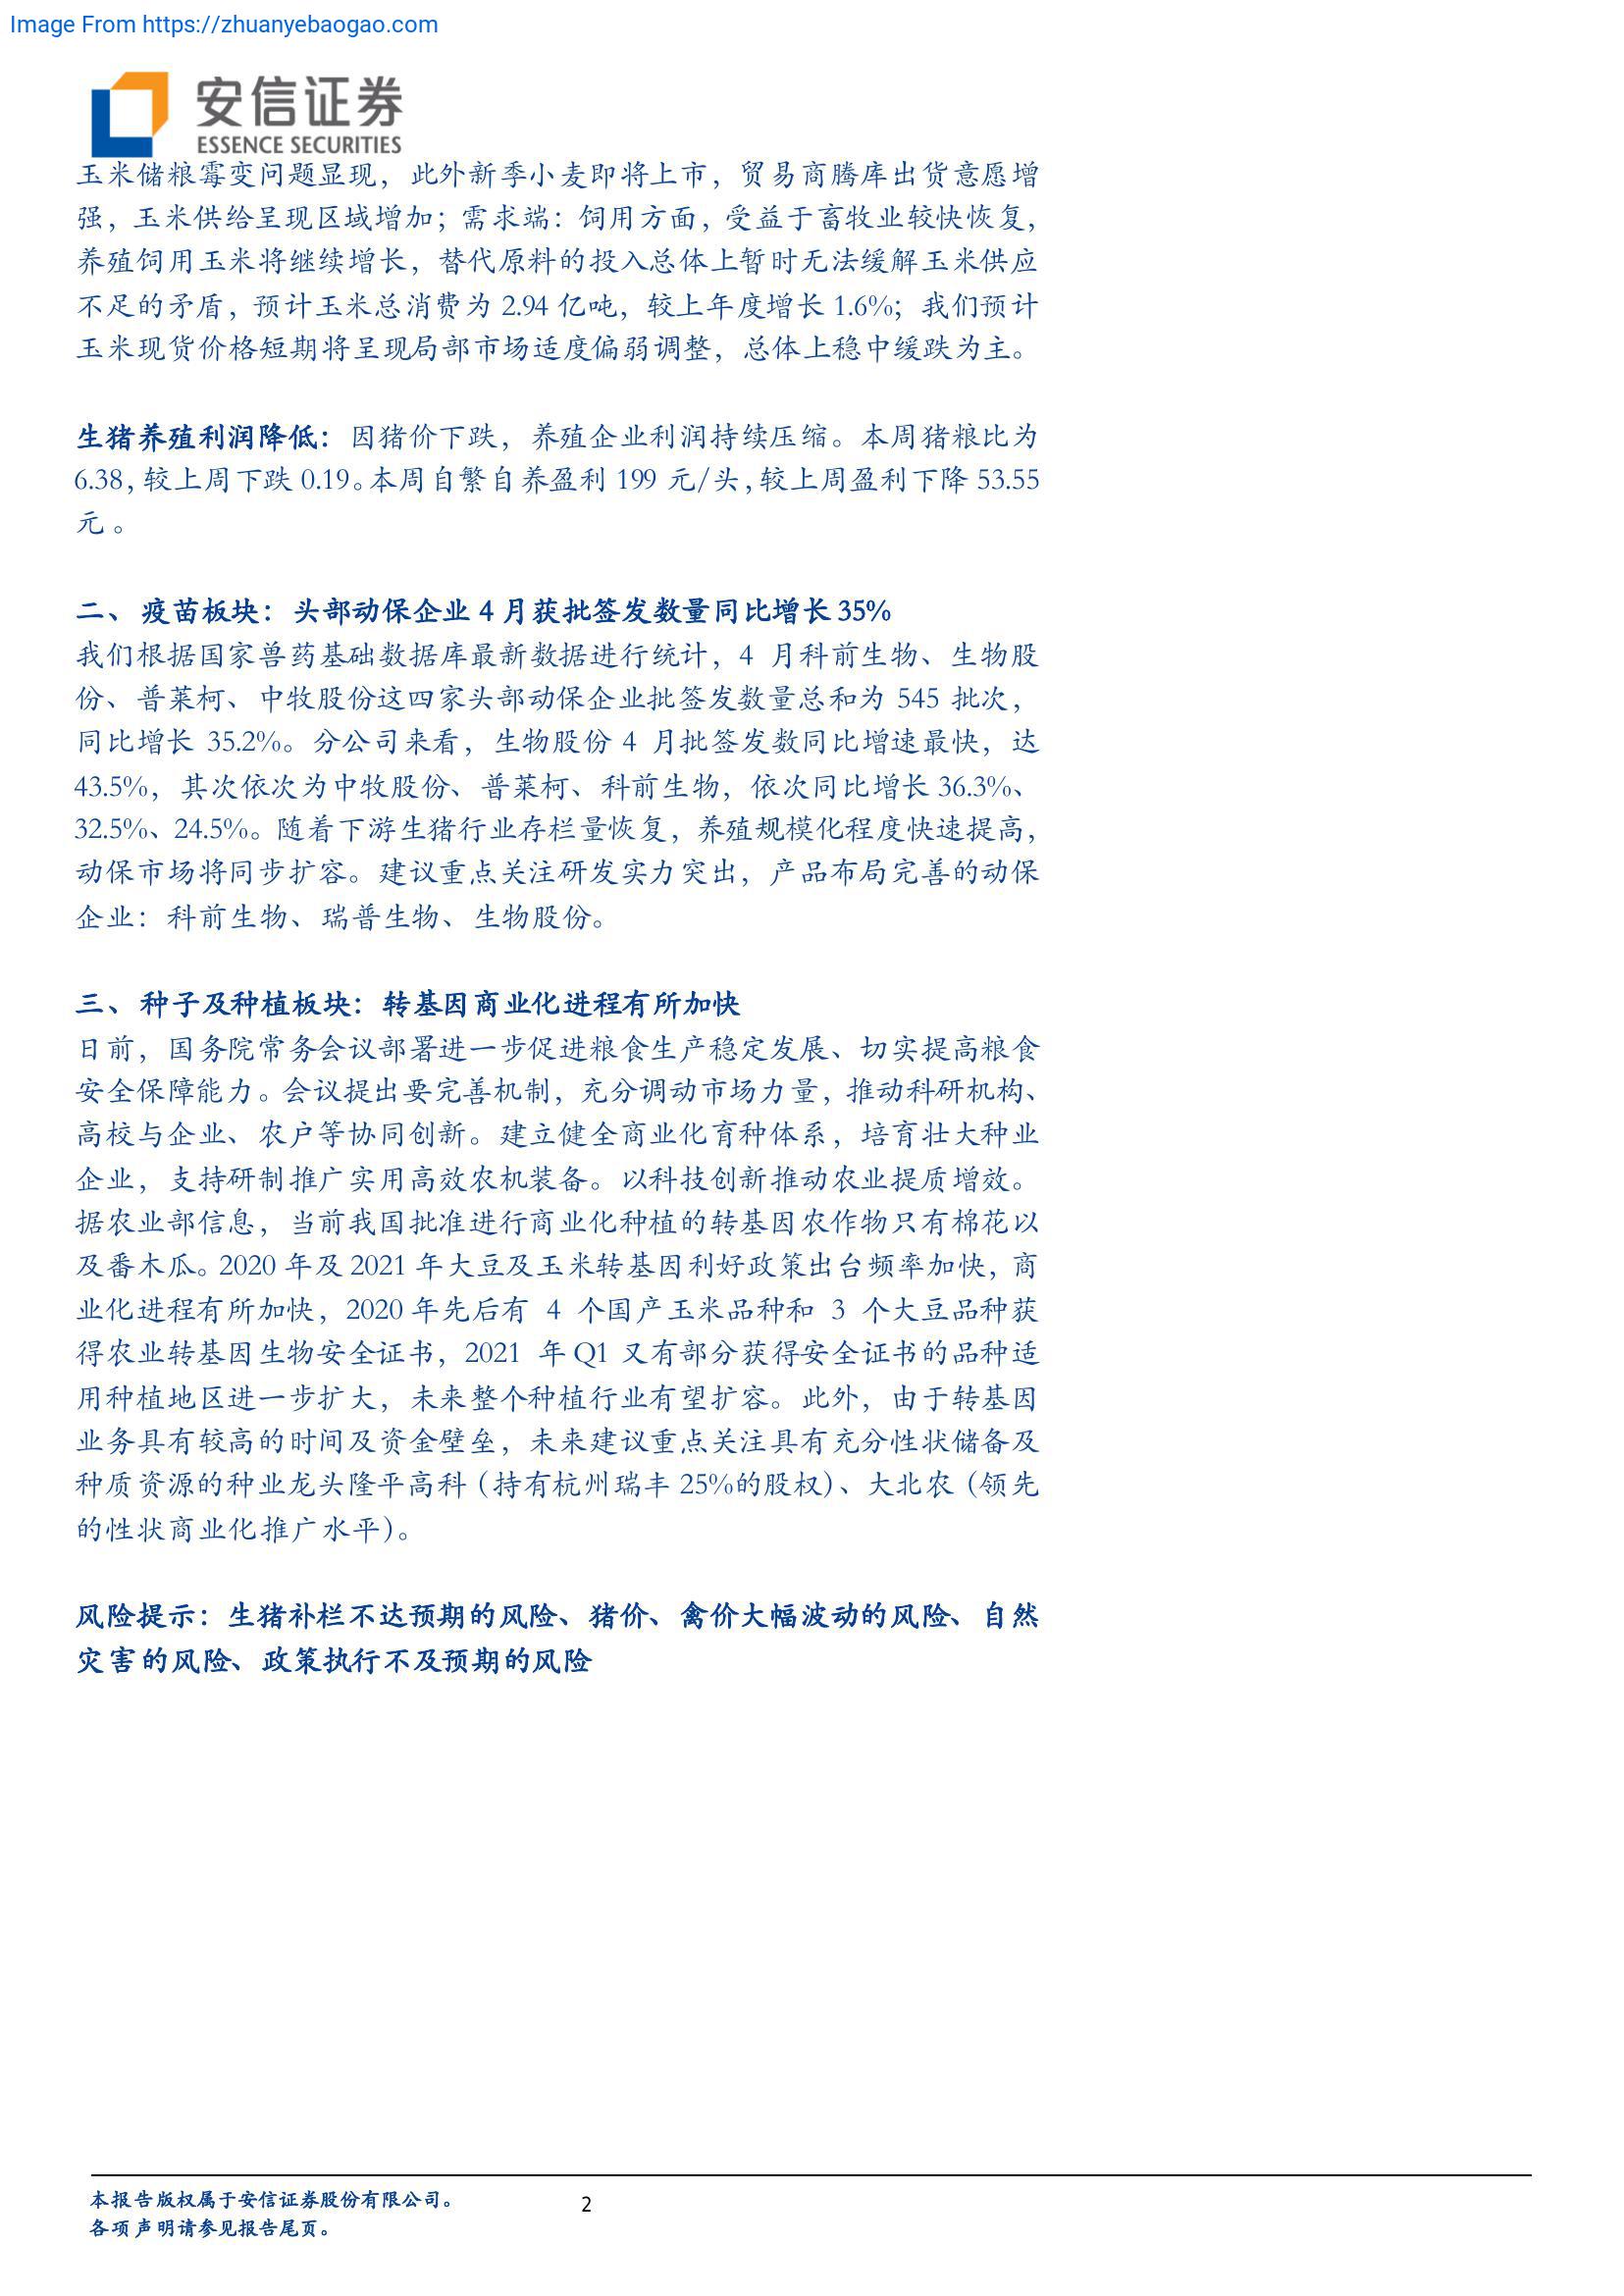 Image From https://zhuanyebaogao.com
安信证券
ESSENCE SECURITIES
玉米储粮霉变问题显现，此外新季小麦即将上市，贸易商腾库出货意愿增
强，玉米供给呈现区域增加；需求端：饲用方面，受益于畜牧业较快恢复，
养殖饲用玉米将继续增长，替代原料的投入总体上暂时无法缓解玉米供应
不足的矛盾，预计玉米总消费为 2.94 亿吨，较上年度增长 1.6%；我们预计
玉米现货价格短期将呈现局部市场适度偏弱调整，总体上稳中缓跌为主。
生猪养殖利润降低：因猪价下跌，养殖企业利润持续压缩。本周猪粮比为
6.38，较上周下跌 0.19。本周自繁自养盈利 199 元/头，较上周盈利下降 53.55
元 。
二、 疫苗板块：头部动保企业 4 月获批签发数量同比增长 35%
我们根据国家兽药基础数据库最新数据进行统计，4 月科前生物、生物股
份、普莱柯、中牧股份这四家头部动保企业批签发数量总和为 545 批次，
同比增长 35.2%。分公司来看，生物股份 4 月批签发数同比增速最快，达
43.5%，其次依次为中牧股份、普莱柯、科前生物，依次同比增长 36.3%、
32.5%、24.5%。随着下游生猪行业存栏量恢复，养殖规模化程度快速提高，
动保市场将同步扩容。建议重点关注研发实力突出，产品布局完善的动保
企业：科前生物、瑞普生物、生物股份。
三、 种子及种植板块：转基因商业化进程有所加快
日前，国务院常务会议部署进一步促进粮食生产稳定发展、切实提高粮食
安全保障能力。会议提出要完善机制，充分调动市场力量，推动科研机构、
高校与企业、农户等协同创新。建立健全商业化育种体系，培育壮大种业
企业，支持研制推广实用高效农机装备。以科技创新推动农业提质增效。
据农业部信息，当前我国批准进行商业化种植的转基因农作物只有棉花以
及番木瓜。2020 年及 2021 年大豆及玉米转基因利好政策出台频率加快，商
业化进程有所加快，2020 年先后有 4 个国产玉米品种和 3 个大豆品种获
得农业转基因生物安全证书，2021 年 Q1 又有部分获得安全证书的品种适
用种植地区进一步扩大，未来整个种植行业有望扩容。此外，由于转基因
业务具有较高的时间及资金壁垒，未来建议重点关注具有充分性状储备及
种质资源的种业龙头隆平高科（持有杭州瑞丰 25%的股权）、大北农（领先
的性状商业化推广水平）。
风险提示：生猪补栏不达预期的风险、猪价、禽价大幅波动的风险、自然
灾害的风险、政策执行不及预期的风险
本报告版权属于安信证券股份有限公司。
2
各项声明请参见报告尾页。